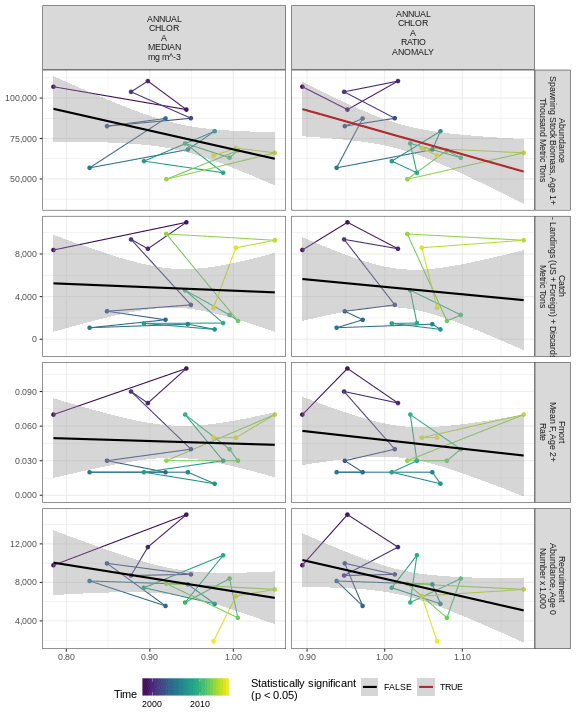 ANNUAL
CHLOR
A
MEDIAN
mg m^-3
ANNUAL
CHLOR
A
RATIO
ANOMALY
100,000
75,000
50,000
Abundance
Spawning Stock Biomass, Age 1+
Thousand Metric Tons
8,000
4,000
0
Catch
- Landings (US + Foreign) + Discards
Metric Tons
0.090
0.060
0.030
0.000
Fmort
Mean F, Age 2+
Rate
12,000
8,000
4,000
Recruitment
Abundance, Age 0
Number x 1,000
0.80 0.90 1.00 0.90 1.00 1.10
Time 2000 2010
Statistically significant
(p < 0.05)
FALSE TRUE